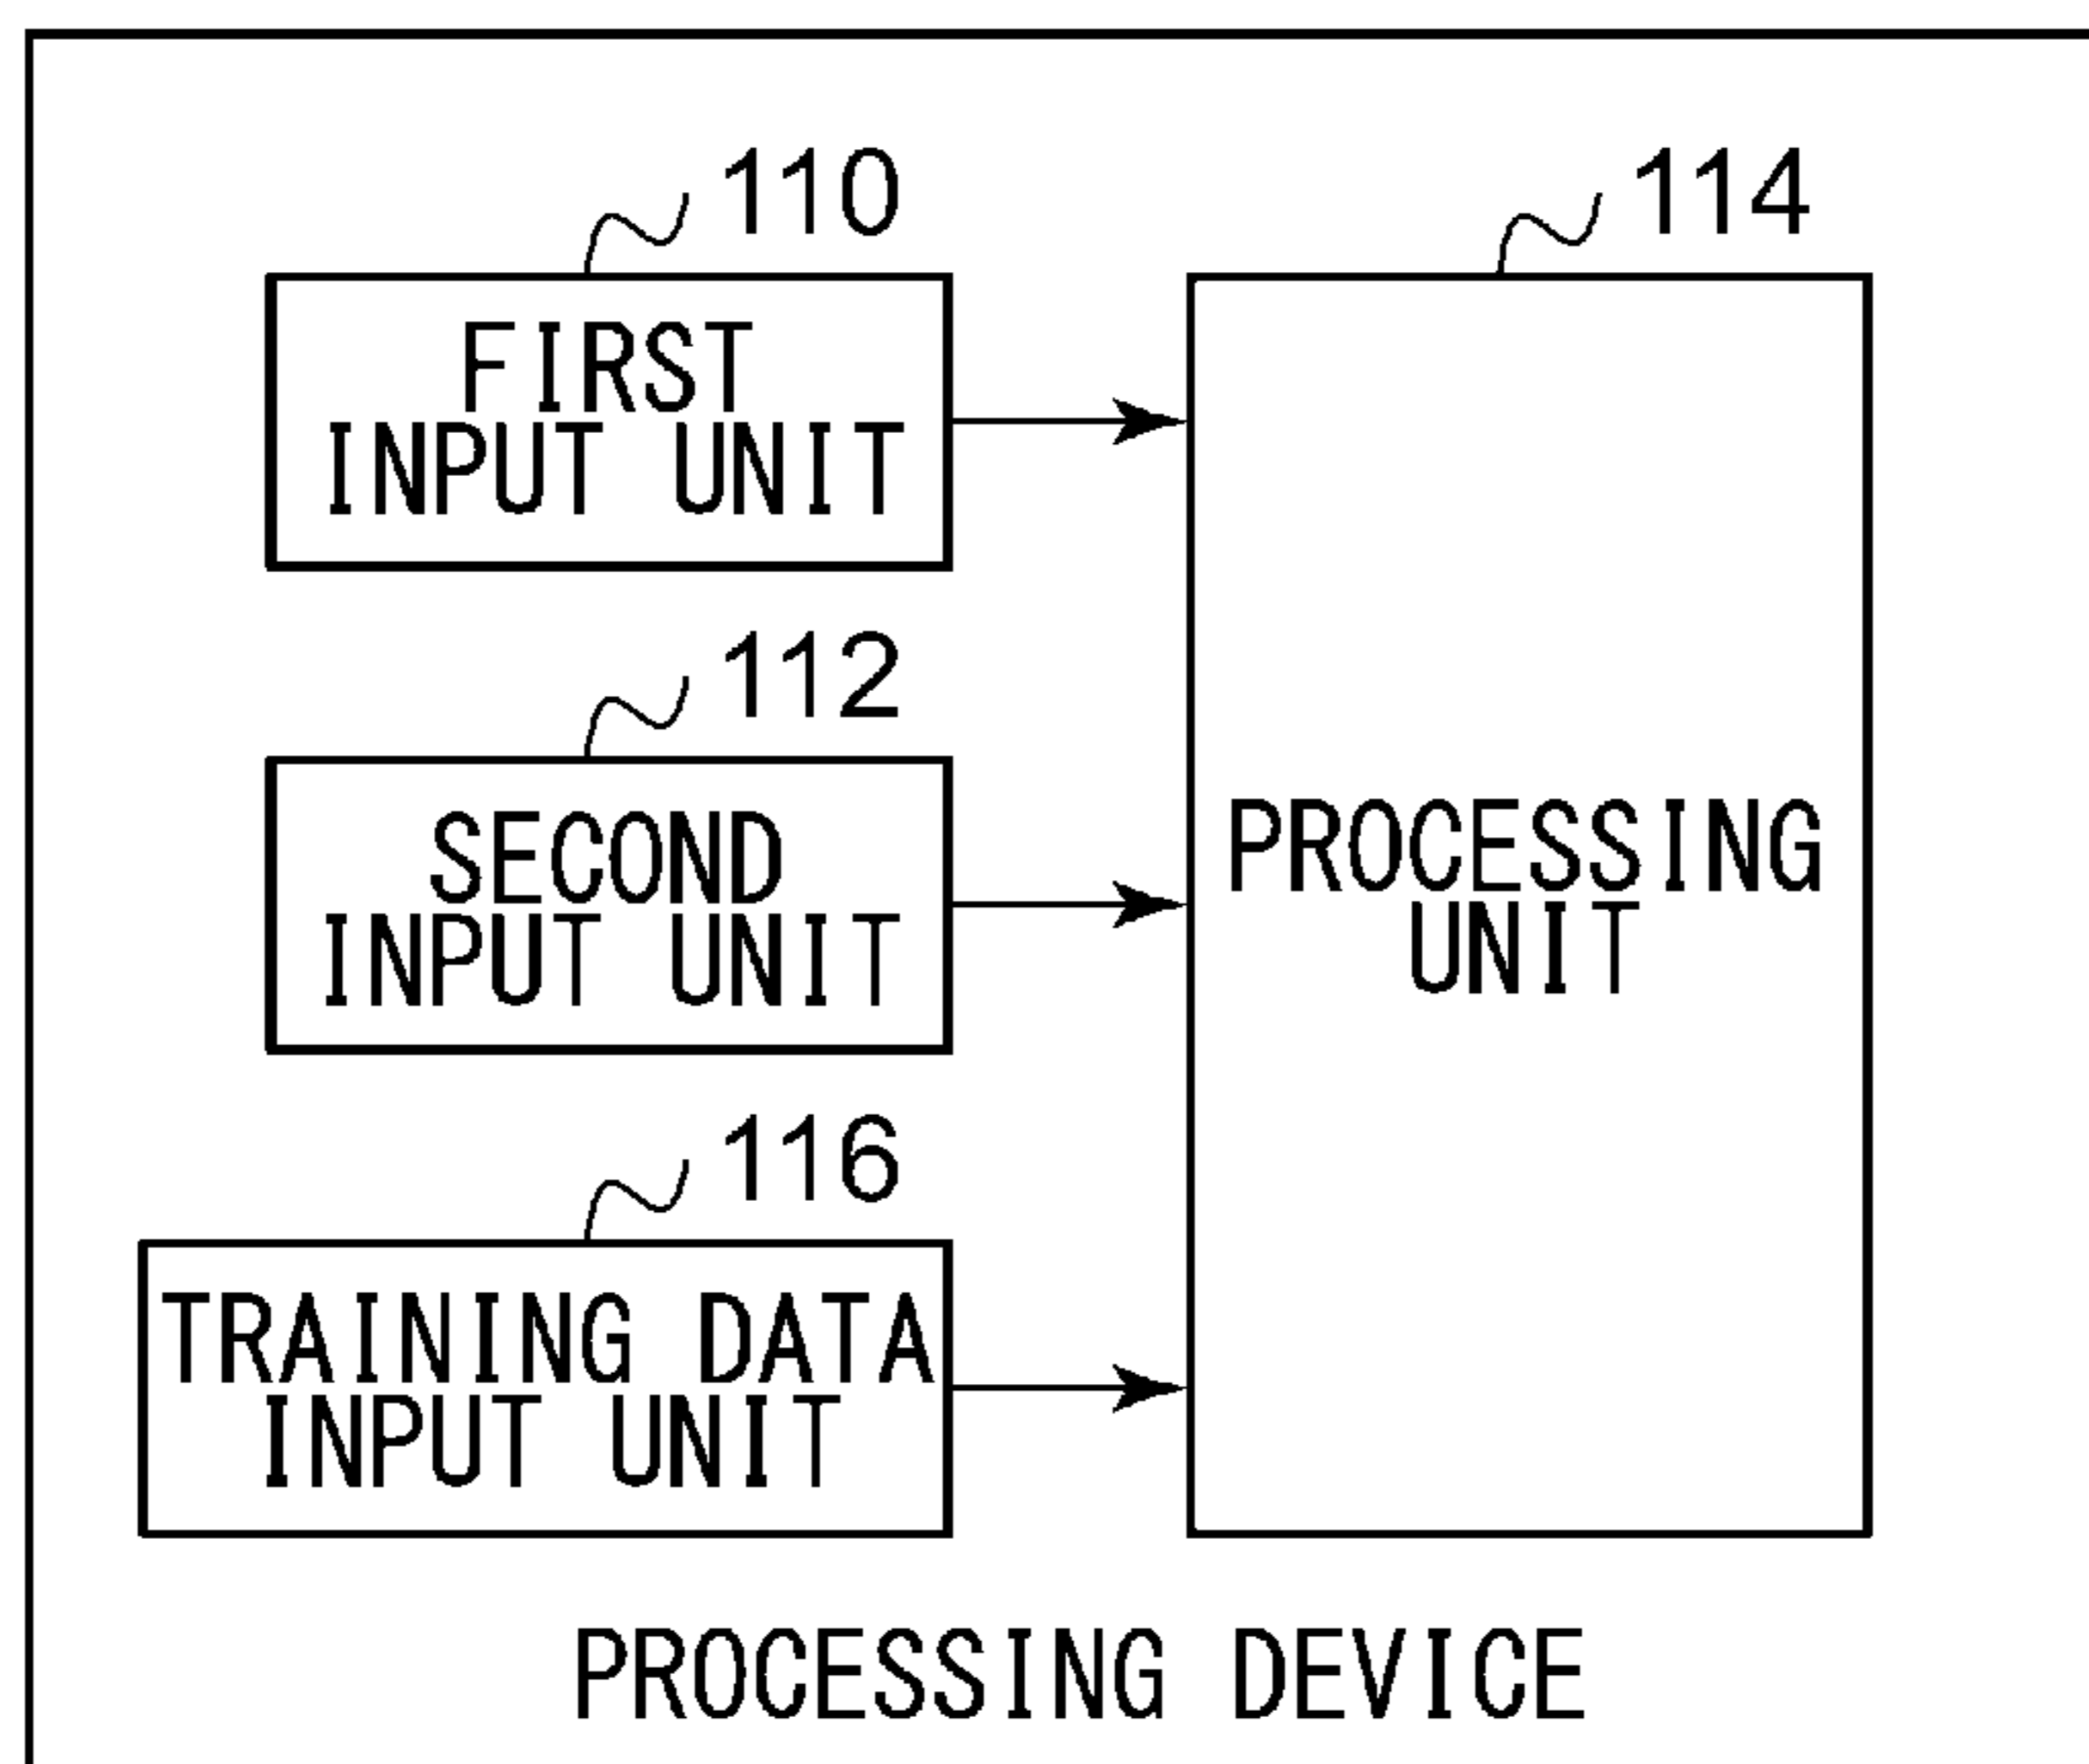 110
114
FIRST
INPUT UNIT
112
SECOND
INPUT UNIT
PROCESSING
UNIT
116
TRAINING DATA
INPUT UNIT
PROCESSING DEVICE